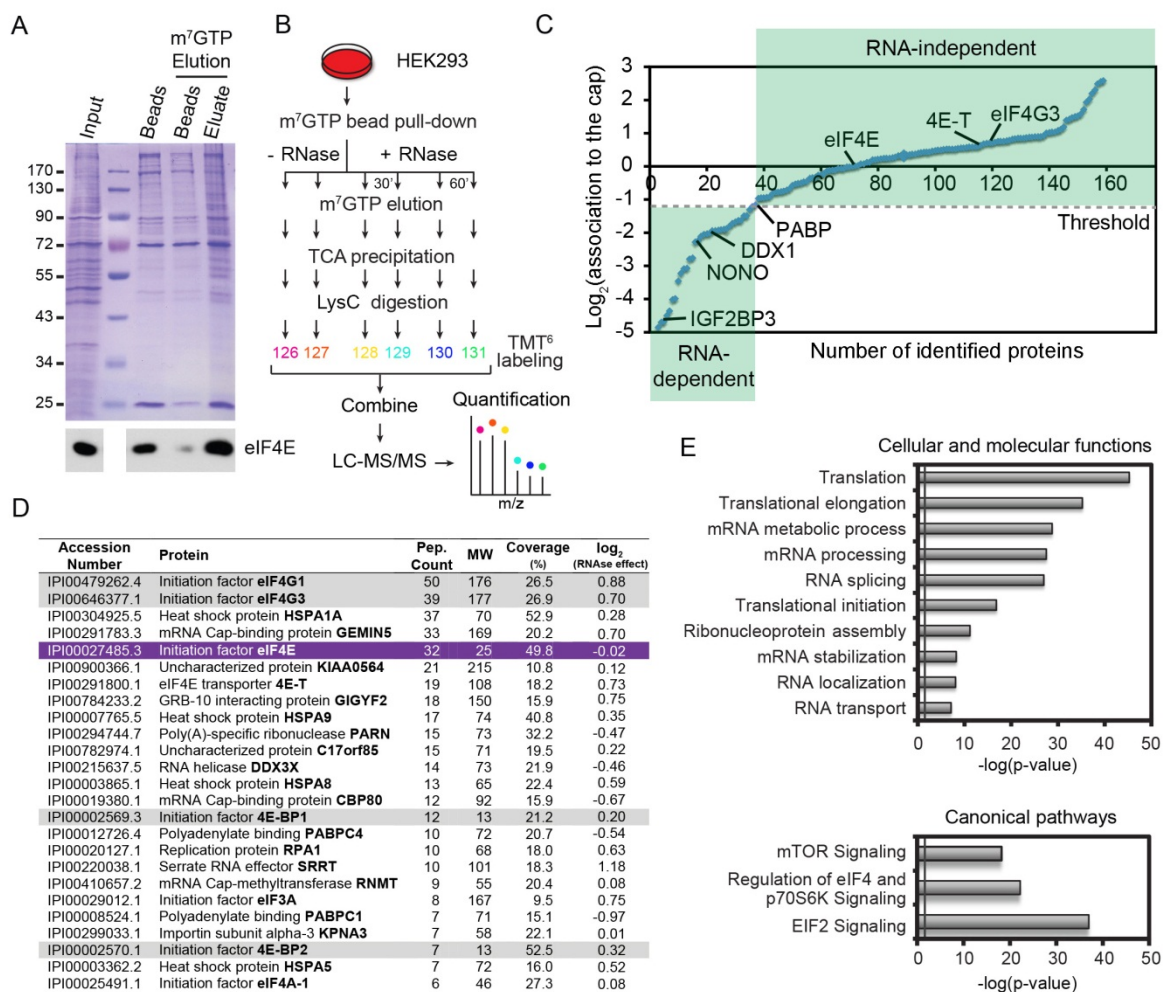 A
m⁷GTP
Elution
Input
Beads
Beads
Eluate
170
130
90
72
55
43
34
25
eIF4E
B
HEK293
m⁷GTP bead pull-down
- RNase + RNase
30’ 60’
m⁷GTP elution
TCA precipitation
LysC digestion
126 127 128 129 130 131
TMT⁶
labeling
Combine
LC-MS/MS
Quantification
m/z
C
RNA-independent
Log₂(association to the cap)
3
2
1
0
-1
-2
-3
-4
-5
0 20 40 60 80 100 120 140 160
eIF4E
4E-T
eIF4G3
Threshold
PABP
DDX1
NONO
IGF2BP3
RNA-
dependent
Number of identified proteins
D
Accession Number Protein Pep. Count MW Coverage (%) log₂ (RNAse effect)
IPI00479262.4 Initiation factor eIF4G1 50 176 26.5 0.88
IPI00646377.1 Initiation factor eIF4G3 39 177 26.9 0.70
IPI00304925.5 Heat shock protein HSPA1A 37 70 52.9 0.28
IPI00291783.3 mRNA Cap-binding protein GEMIN5 33 169 20.2 0.70
IPI00027485.3 Initiation factor eIF4E 32 25 49.8 -0.02
IPI00900366.1 Uncharacterized protein KIAA0564 21 215 10.8 0.12
IPI00291800.1 eIF4E transporter 4E-T 19 108 18.2 0.73
IPI00784233.2 GRB-10 interacting protein GIGYF2 18 150 15.9 0.75
IPI00007765.5 Heat shock protein HSPA9 17 74 40.8 0.35
IPI00294744.7 Poly(A)-specific ribonuclease PARN 15 73 32.2 -0.47
IPI00782974.1 Uncharacterized protein C17orf85 15 71 19.5 0.22
IPI00215637.5 RNA helicase DDX3X 14 73 21.9 -0.46
IPI00003865.1 Heat shock protein HSPA8 13 65 22.4 0.59
IPI00019380.1 mRNA Cap-binding protein CBP80 12 92 15.9 -0.67
IPI00002569.3 Initiation factor 4E-BP1 12 13 21.2 0.20
IPI00012726.4 Polyadenylate binding PABPC4 10 72 20.7 -0.54
IPI00020127.1 Replication protein RPA1 10 68 18.0 0.63
IPI00220038.1 Serrate RNA effector SRRT 10 101 18.3 1.18
IPI00410657.2 mRNA Cap-methyltransferase RNMT 9 55 20.4 0.08
IPI00029012.1 Initiation factor eIF3A 8 167 9.5 0.75
IPI00008524.1 Polyadenylate binding PABPC1 7 71 15.1 -0.97
IPI00299033.1 Importin subunit alpha-3 KPNA3 7 58 22.1 0.01
IPI00002570.1 Initiation factor 4E-BP2 7 13 52.5 0.32
IPI00003362.2 Heat shock protein HSPA5 7 72 16.0 0.52
IPI00025491.1 Initiation factor eIF4A-1 6 46 27.3 0.08
E
Cellular and molecular functions
Translation
Translational elongation
mRNA metabolic process
mRNA processing
RNA splicing
Translational initiation
Ribonucleoprotein assembly
mRNA stabilization
RNA localization
RNA transport
0 10 20 30 40 50
-log(p-value)
Canonical pathways
mTOR Signaling
Regulation of eIF4 and
p70S6K Signaling
EIF2 Signaling
0 10 20 30 40 50
-log(p-value)